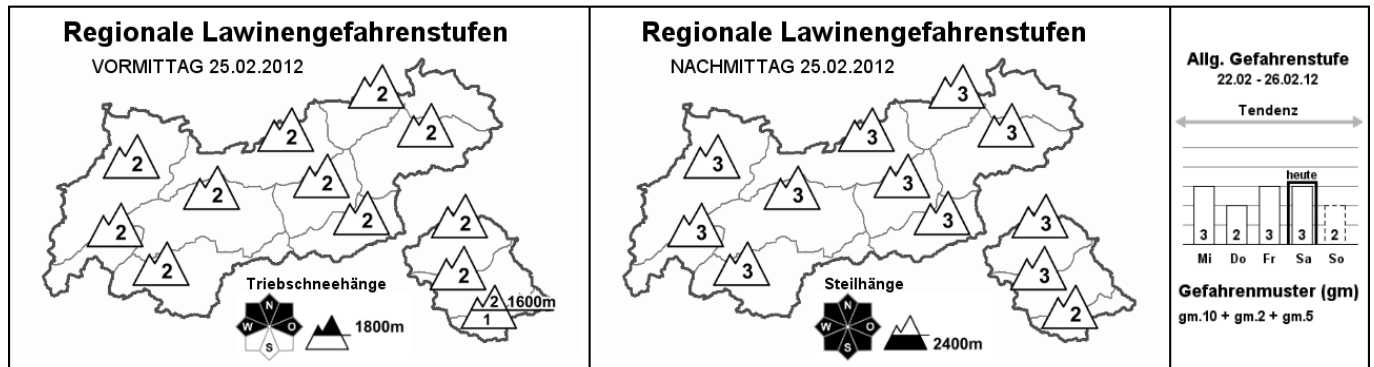 Regionale Lawinengefahrenstufen
VORMITTAG 25.02.2012
2
2
2
2
2
2
2
2
2
2
2
2 1600m
1
Triebschneehänge
N
W O
S
1800m
Regionale Lawinengefahrenstufen
NACHMITTAG 25.02.2012
3
3
3
3
3
3
3
3
3
3
3
2
Steilhänge
N
W O
S
2400m
Allg. Gefahrenstufe
22.02 - 26.02.12
Tendenz
heute
3 2 3 3 2
Mi Do Fr Sa So
Gefahrenmuster (gm)
gm.10 + gm.2 + gm.5